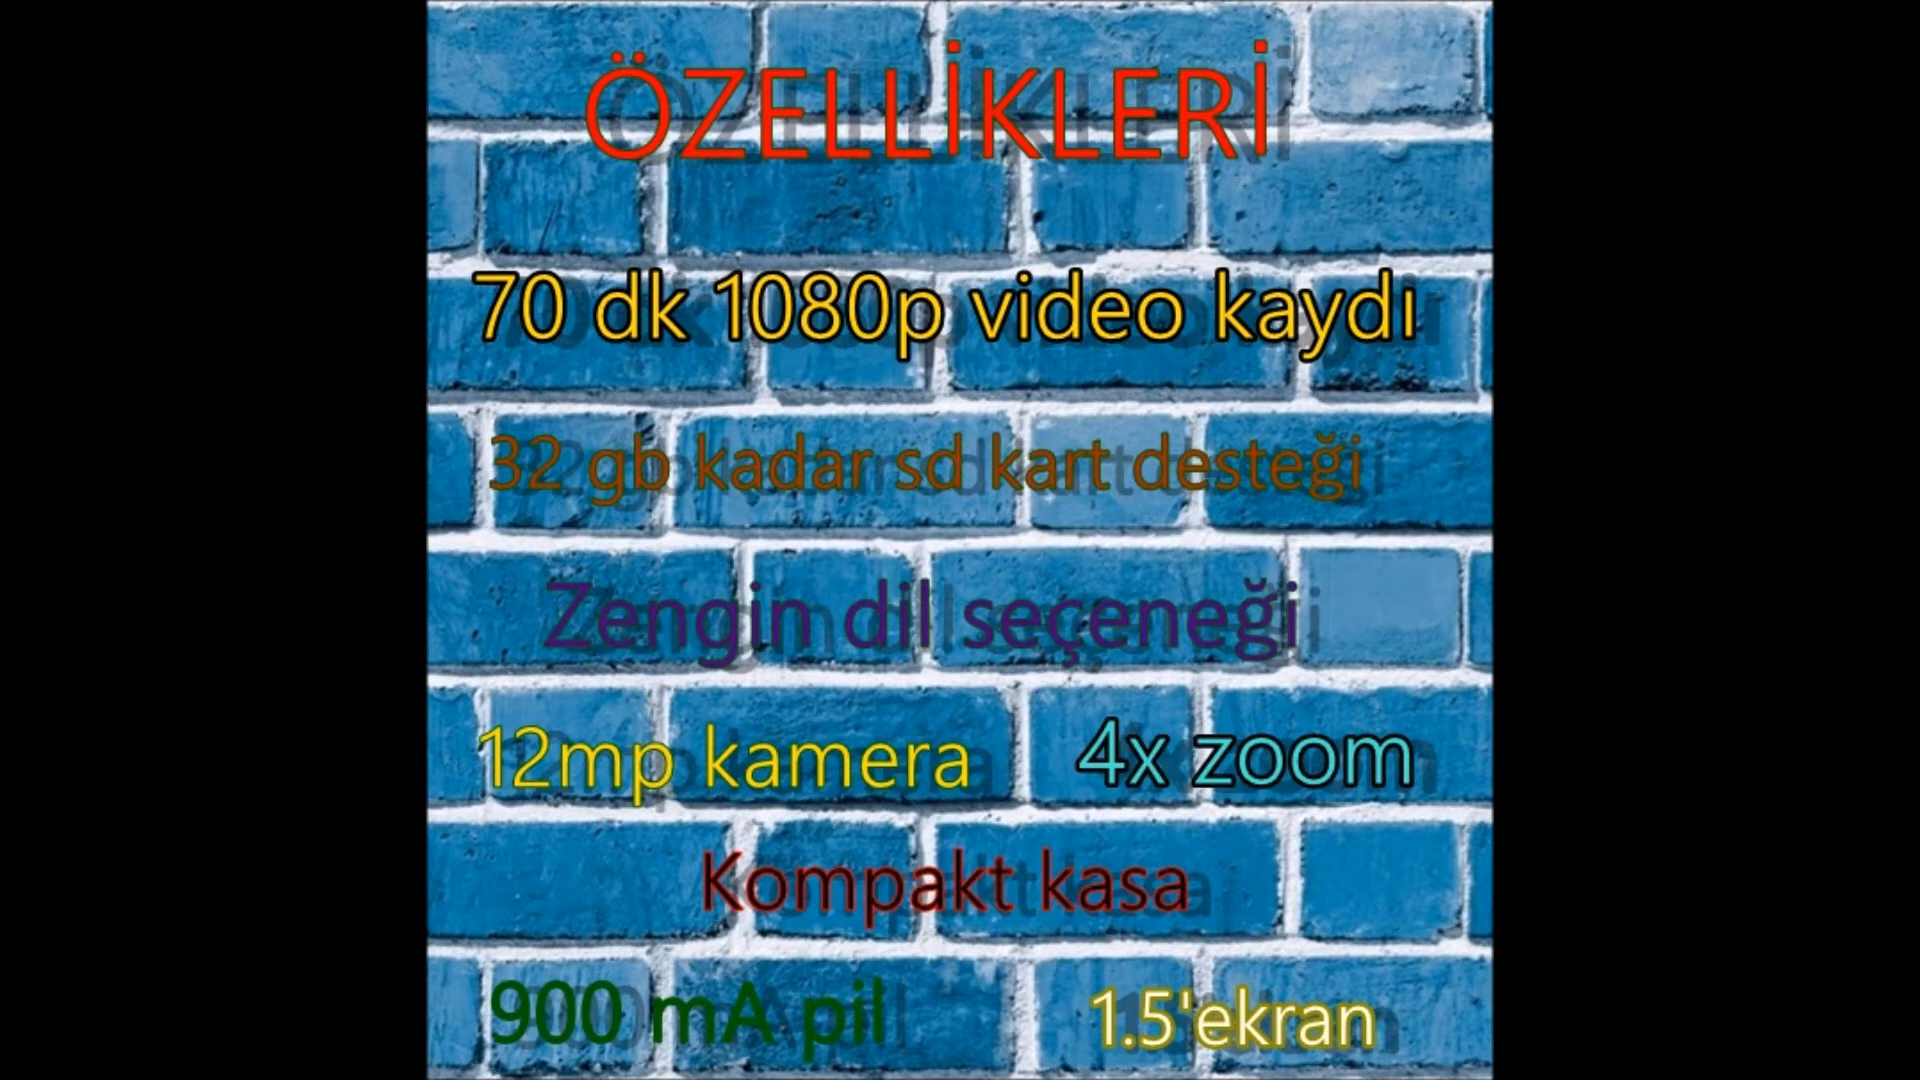 ÖZELLİKLERİ
70 dk 1080p video kaydı
32 gb kadar sd kart desteği
Zengin dil seçeneği
12mp kamera 4x zoom
Kompakt kasa
900 mA pil 1.5'ekran